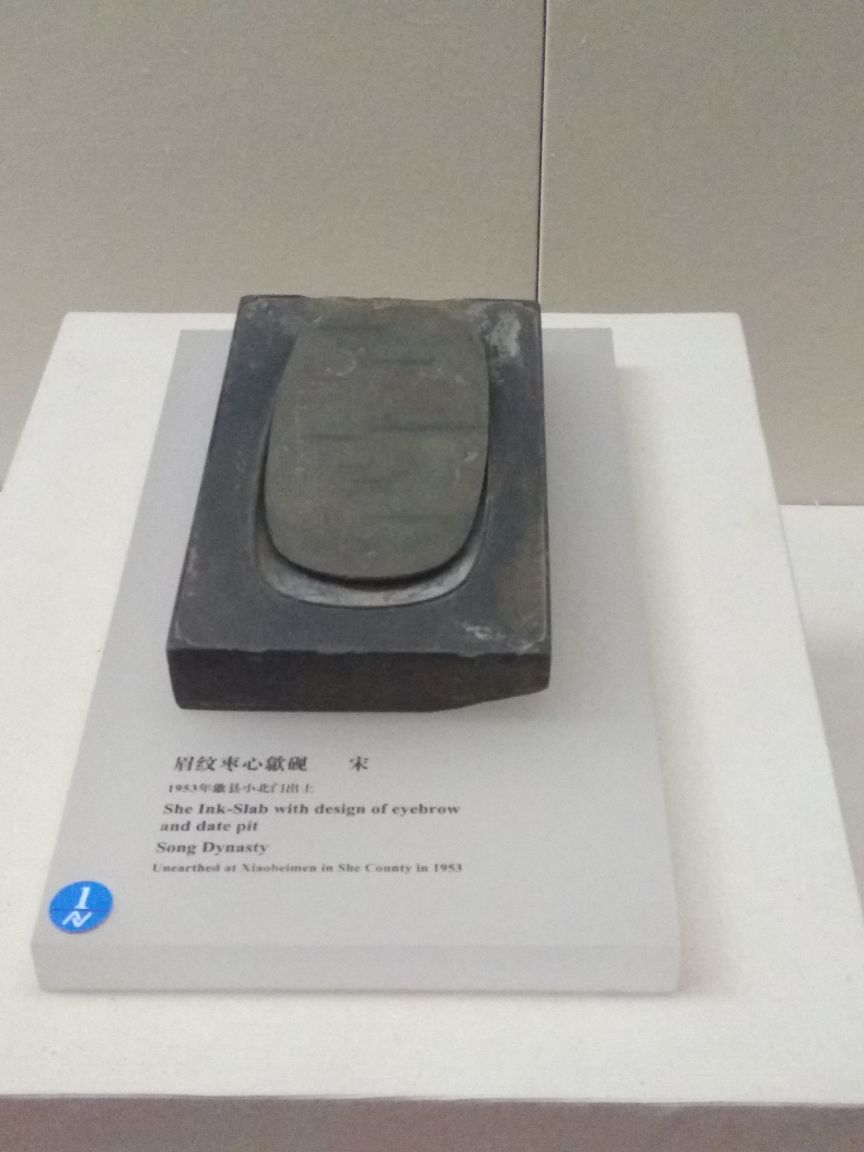 眉纹枣心歙砚 宋
1953年歙县小北门出土
She Ink-Slab with design of eyebrow
and date pit
Song Dynasty
Unearthed at Xiaobeimen in She County in 1953
1